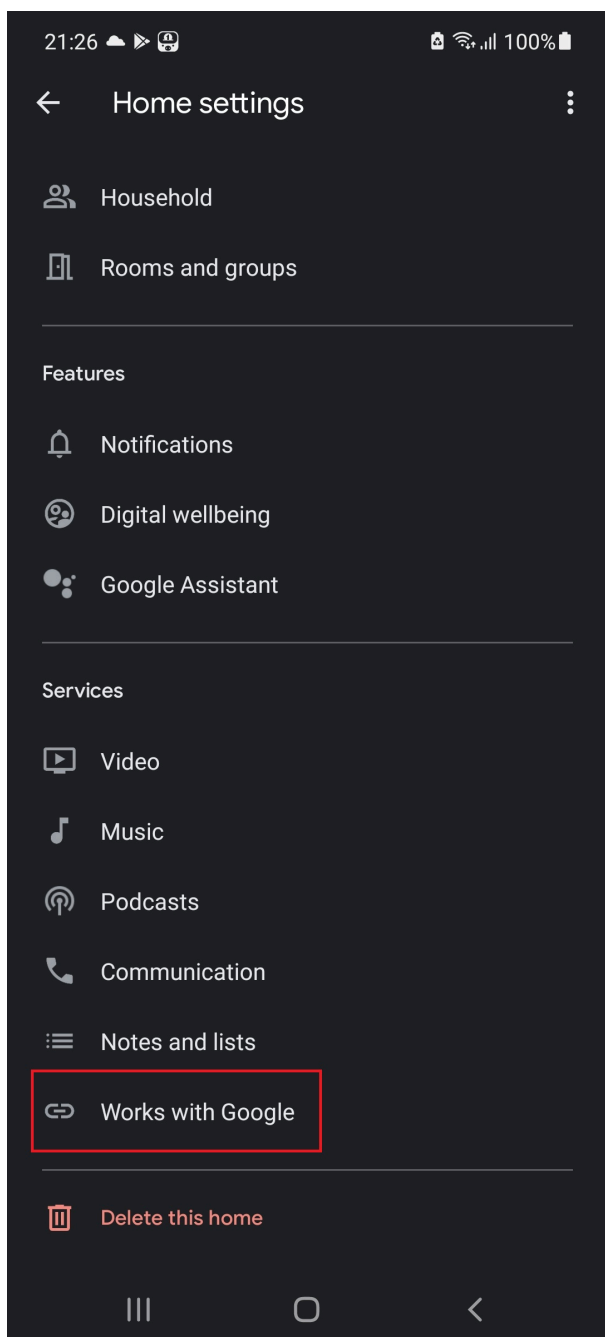 21:26 100%
Home settings
Household
Rooms and groups
Features
Notifications
Digital wellbeing
Google Assistant
Services
Video
Music
Podcasts
Communication
Notes and lists
Works with Google
Delete this home